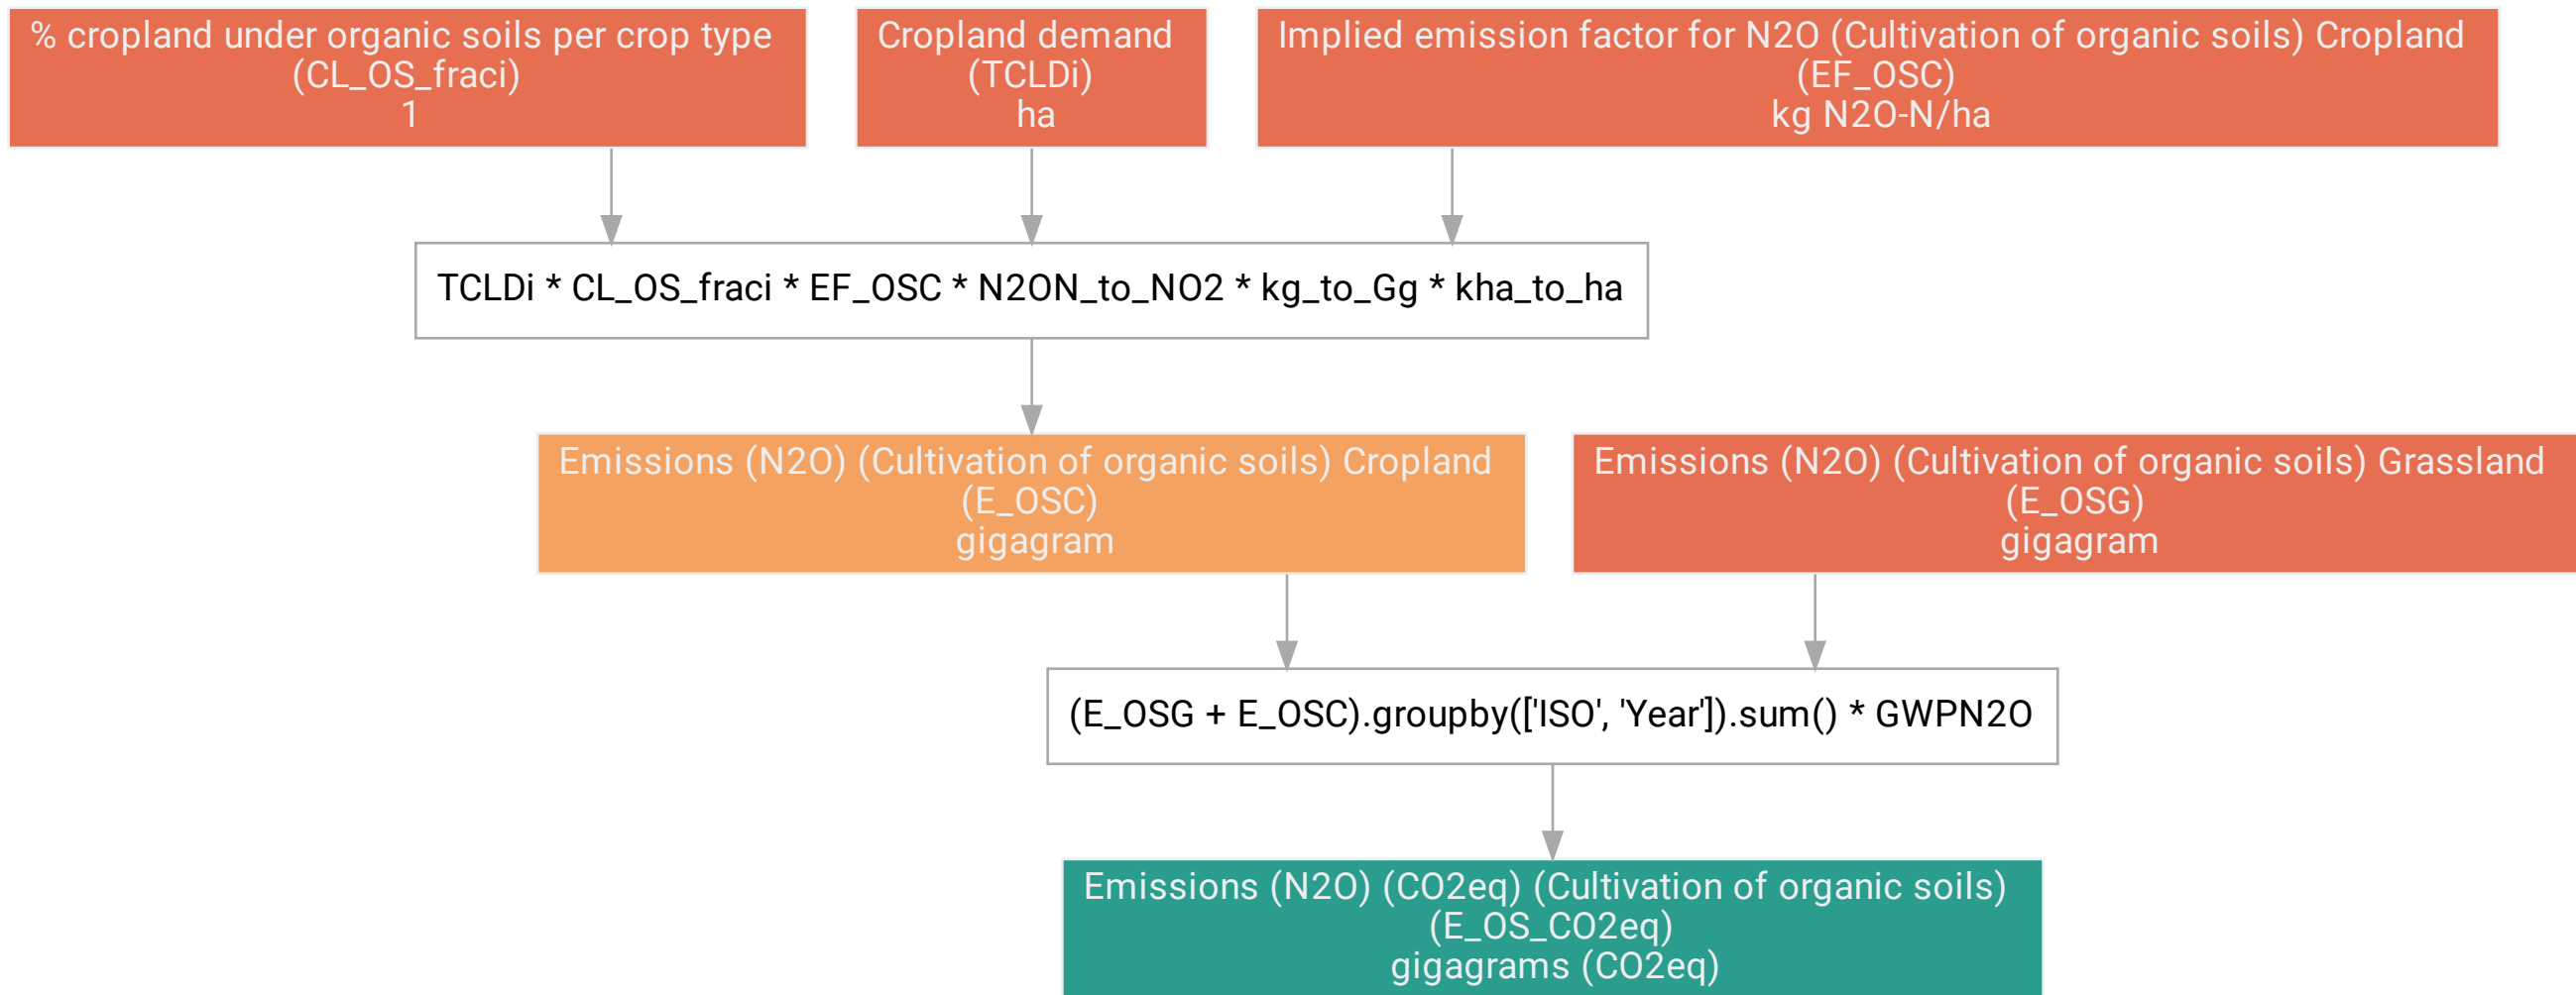 % cropland under organic soils per crop type
(CL_OS_fraci)
1
Cropland demand
(TCLDi)
ha
Implied emission factor for N2O (Cultivation of organic soils) Cropland
(EF_OSC)
kg N2O-N/ha
TCLDi * CL_OS_fraci * EF_OSC * N2ON_to_NO2 * kg_to_Gg * kha_to_ha
Emissions (N2O) (Cultivation of organic soils) Cropland
(E_OSC)
gigagram
Emissions (N2O) (Cultivation of organic soils) Grassland
(E_OSG)
gigagram
(E_OSG + E_OSC).groupby(['ISO', 'Year']).sum() * GWPN2O
Emissions (N2O) (CO2eq) (Cultivation of organic soils)
(E_OS_CO2eq)
gigagrams (CO2eq)